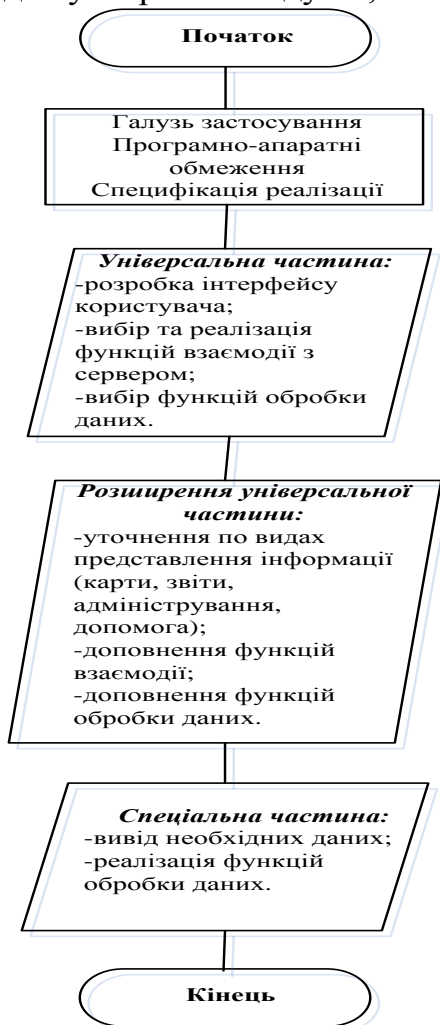 Початок
Галузь застосування
Програмно-апаратні
обмеження
Специфікація реалізації
Універсальна частина:
-розробка інтерфейсу
користувача;
-вибір та реалізація
функцій взаємодії з
сервером;
-вибір функцій обробки
даних.
Розширення універсальної
частини:
-уточнення по видах
представлення інформації
(карти, звіти,
адміністрування,
допомога);
-доповнення функцій
взаємодії;
-доповнення функцій
обробки даних.
Спеціальна частина:
-вивід необхідних даних;
-реалізація функцій
обробки даних.
Кінець